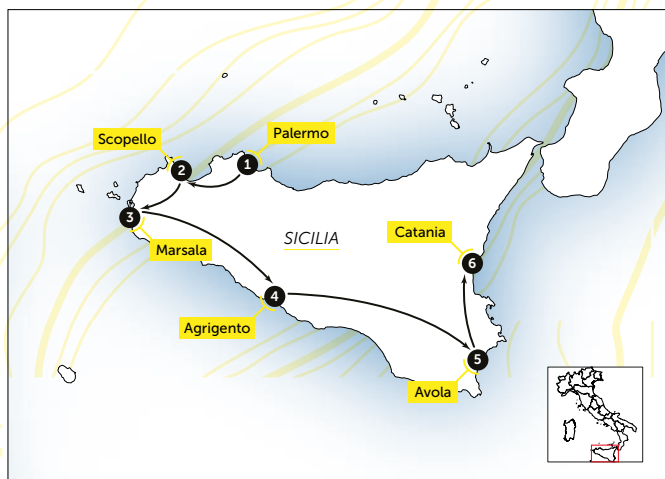 Scopello
Palermo
2
1
3
Marsala
SICILIA
Catania
6
4
Agrigento
5
Avola